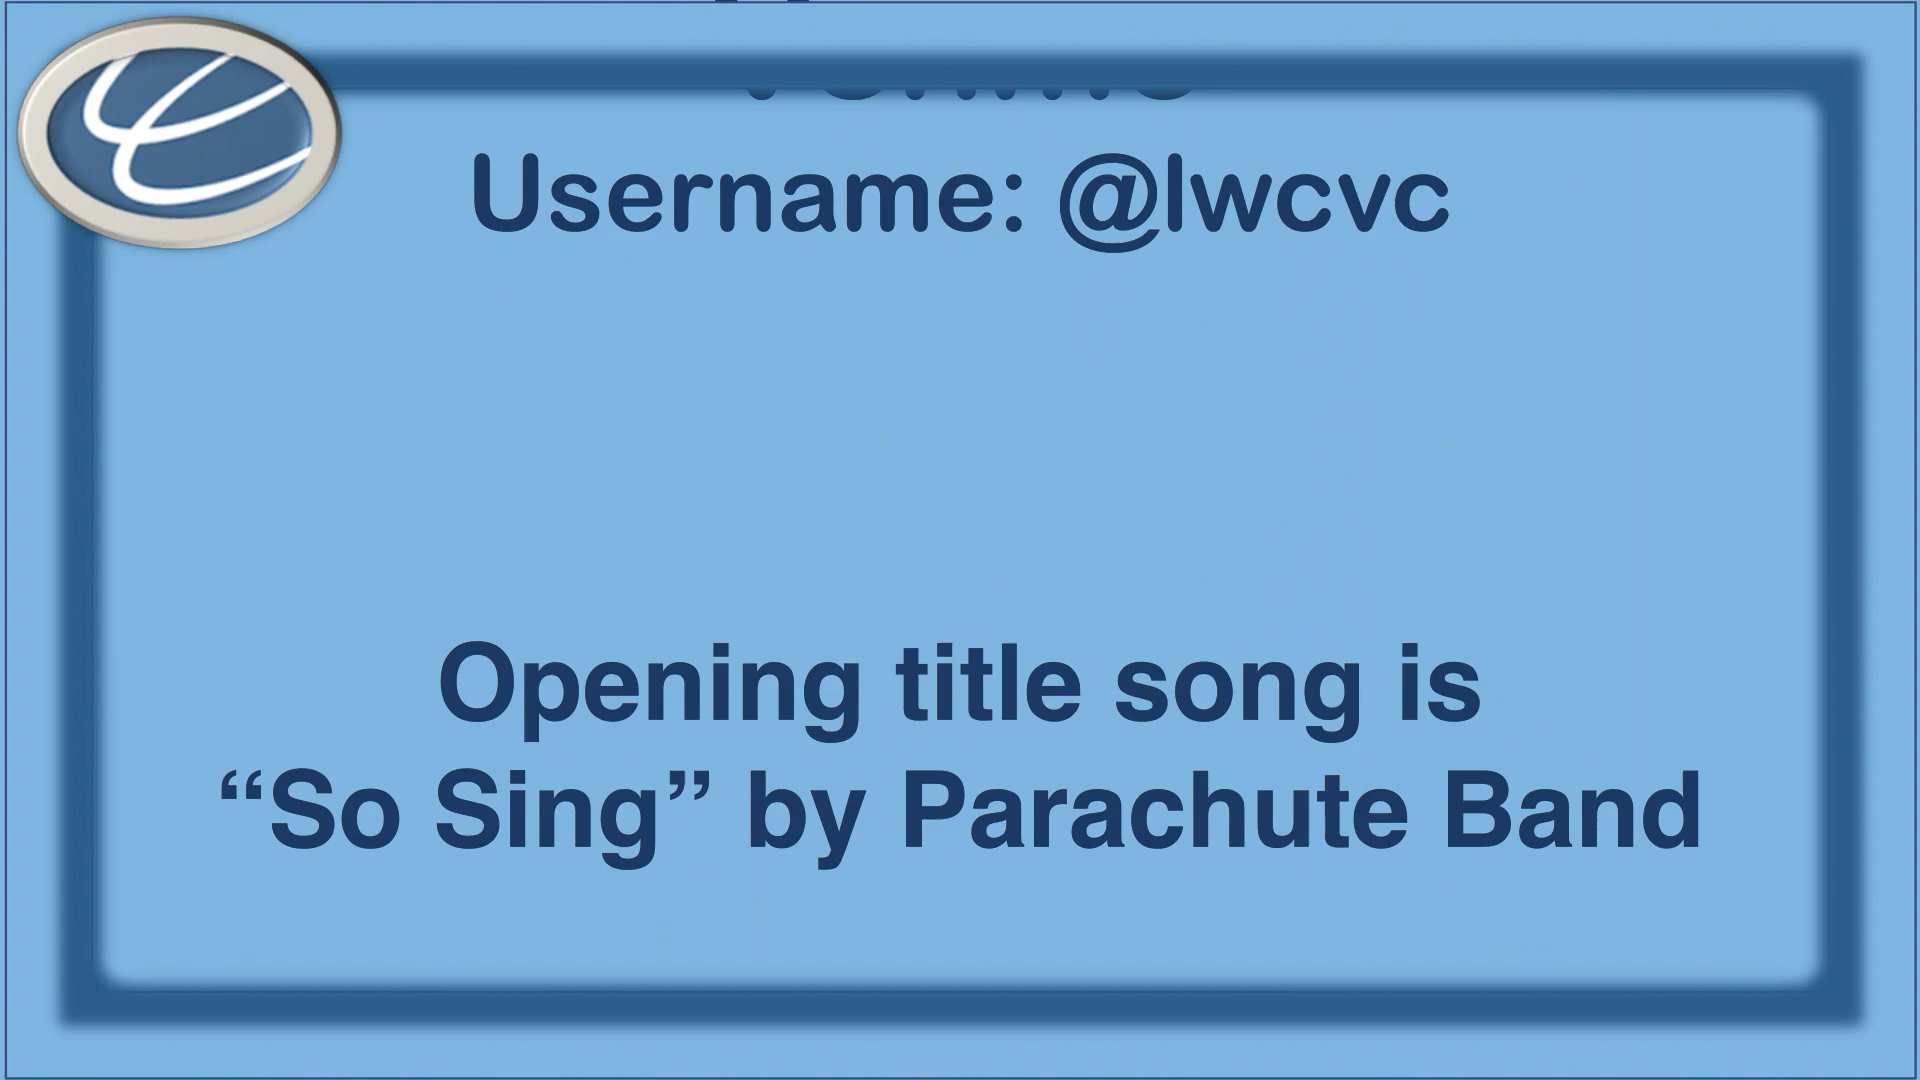 Username: @lwcvc
Opening title song is
“So Sing” by Parachute Band